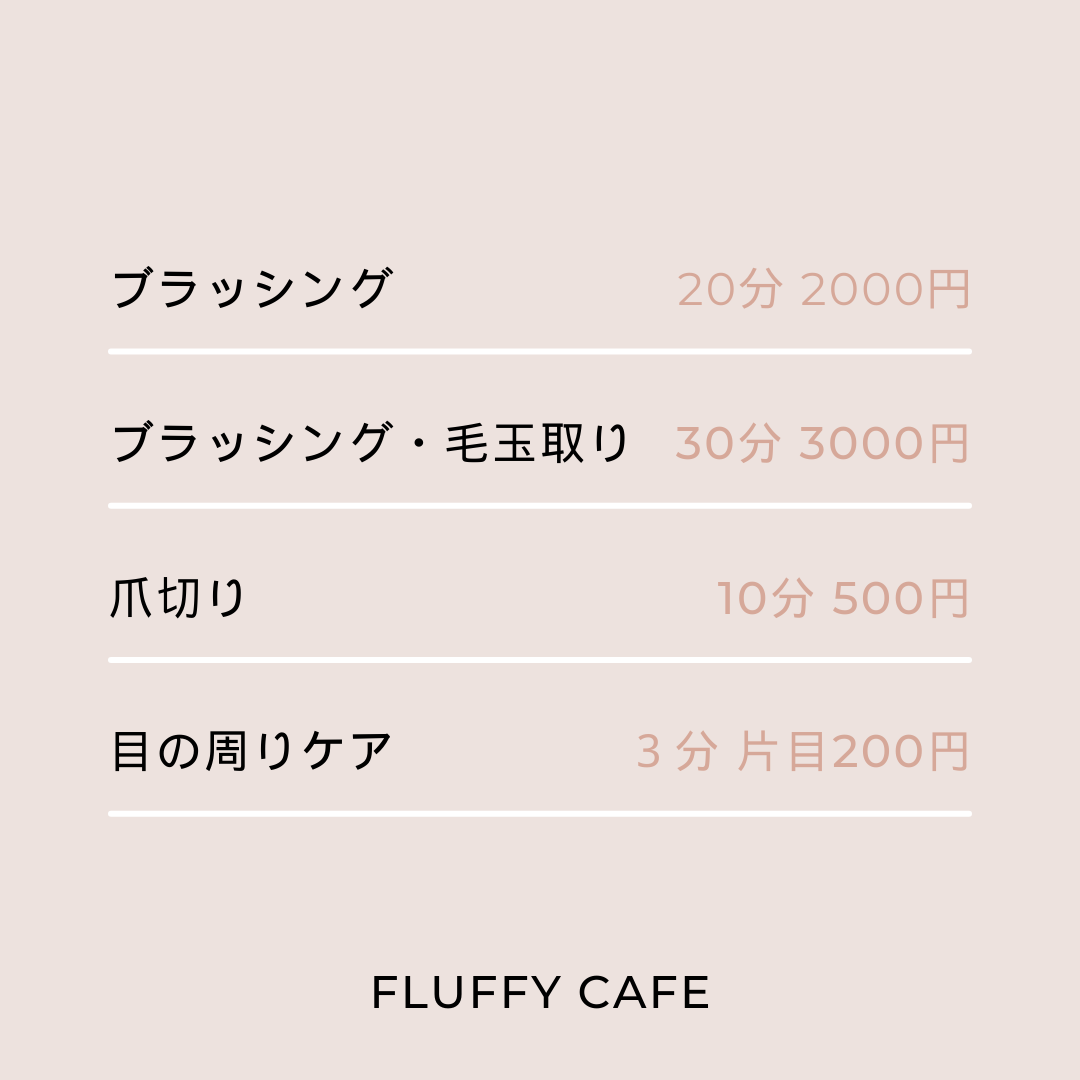 ブラッシング 20分 2000円
ブラッシング・毛玉取り 30分 3000円
爪切り 10分 500円
目の周りケア ３分 片目200円
FLUFFY CAFE